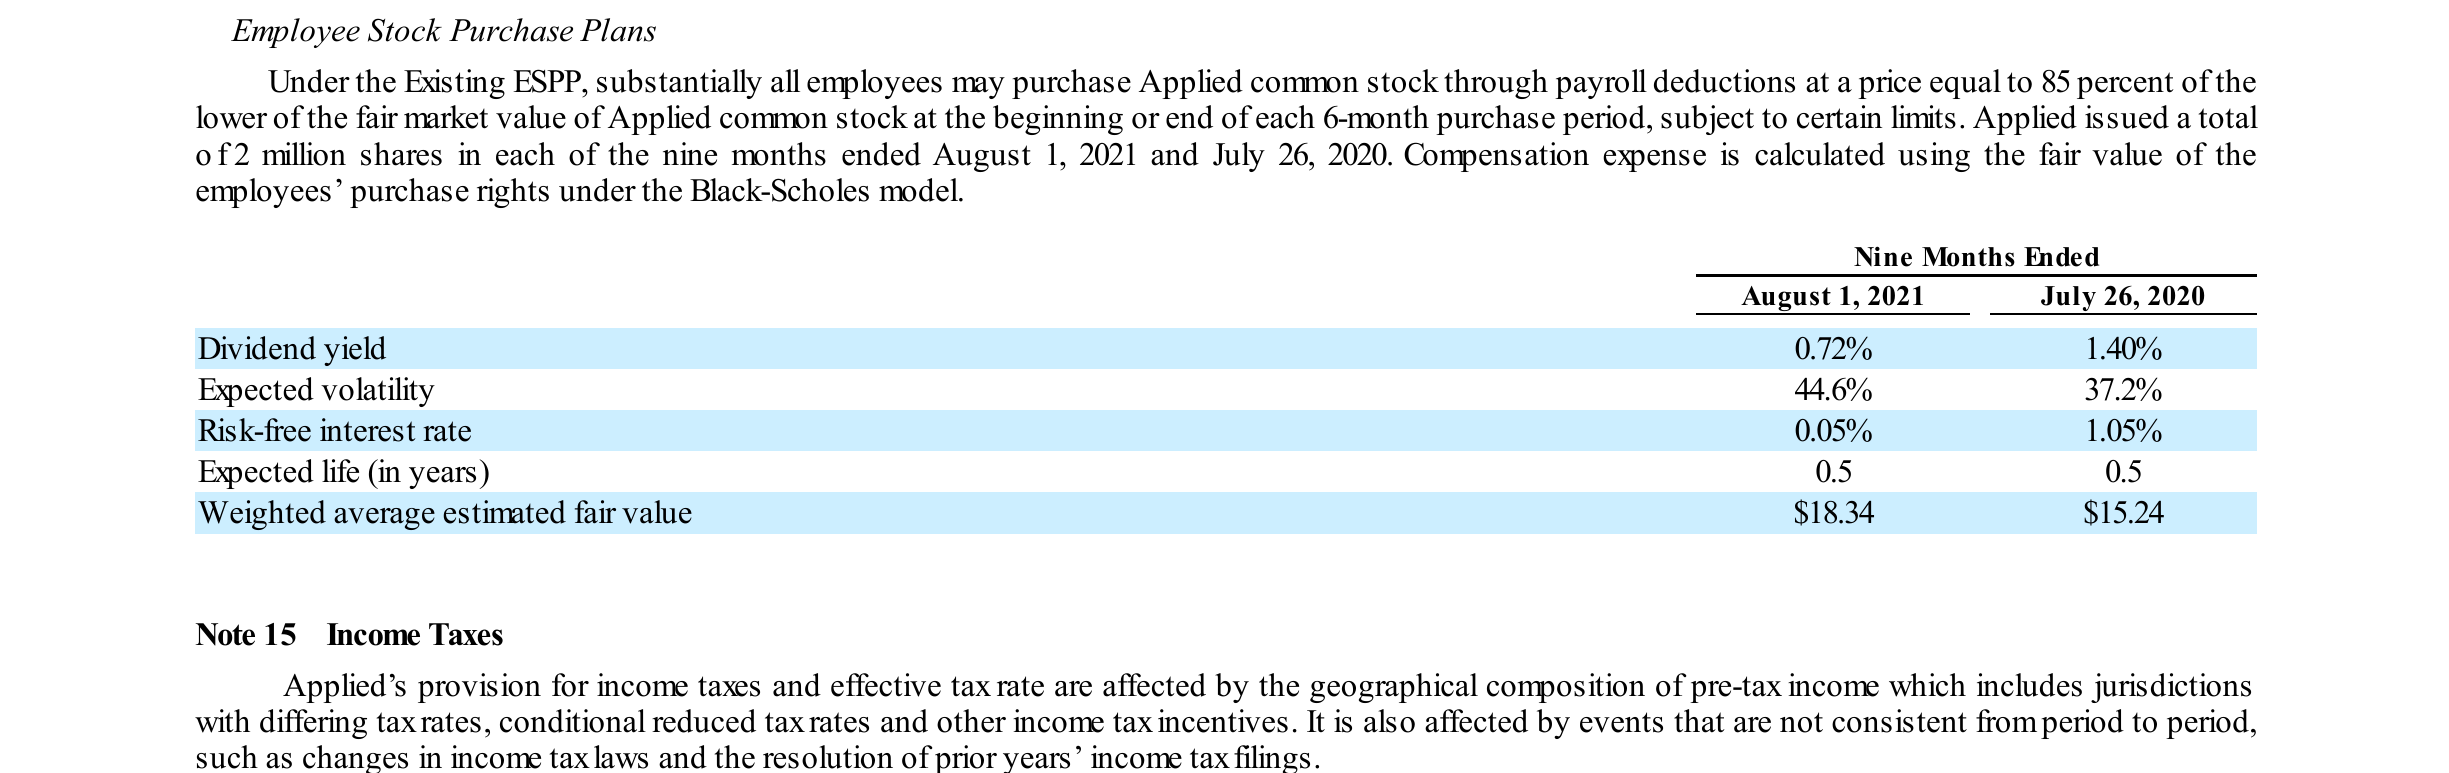 Employee Stock Purchase Plans
Under the Existing ESPP, substantially all employees may purchase Applied common stock through payroll deductions at a price equal to 85 percent of the
lower of the fair market value of Applied common stock at the beginning or end of each 6-month purchase period, subject to certain limits. Applied issued a total
of 2 million shares in each of the nine months ended August 1, 2021 and July 26, 2020. Compensation expense is calculated using the fair value of the
employees’ purchase rights under the Black-Scholes model.
Nine Months Ended
August 1, 2021 July 26, 2020
Dividend yield 0.72% 1.40%
Expected volatility 44.6% 37.2%
Risk-free interest rate 0.05% 1.05%
Expected life (in years) 0.5 0.5
Weighted average estimated fair value $18.34 $15.24
Note 15 Income Taxes
Applied’s provision for income taxes and effective tax rate are affected by the geographical composition of pre-tax income which includes jurisdictions
with differing tax rates, conditional reduced tax rates and other income tax incentives. It is also affected by events that are not consistent from period to period,
such as changes in income tax laws and the resolution of prior years’ income tax filings.